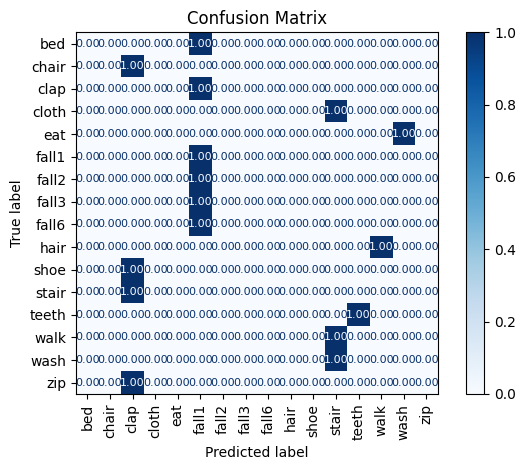 Confusion Matrix
bed 0.00 0.00 0.00 0.00 0.00 1.00 0.00 0.00 0.00 0.00 0.00 0.00 0.00 0.00 0.00 0.00
chair 0.00 0.00 1.00 0.00 0.00 0.00 0.00 0.00 0.00 0.00 0.00 0.00 0.00 0.00 0.00 0.00
clap 0.00 0.00 0.00 0.00 0.00 1.00 0.00 0.00 0.00 0.00 0.00 0.00 0.00 0.00 0.00 0.00
cloth 0.00 0.00 0.00 0.00 0.00 0.00 0.00 0.00 0.00 0.00 0.00 1.00 0.00 0.00 0.00 0.00
eat 0.00 0.00 0.00 0.00 0.00 0.00 0.00 0.00 0.00 0.00 0.00 0.00 0.00 0.00 1.00 0.00
fall1 0.00 0.00 0.00 0.00 0.00 1.00 0.00 0.00 0.00 0.00 0.00 0.00 0.00 0.00 0.00 0.00
fall2 0.00 0.00 0.00 0.00 0.00 1.00 0.00 0.00 0.00 0.00 0.00 0.00 0.00 0.00 0.00 0.00
fall3 0.00 0.00 0.00 0.00 0.00 1.00 0.00 0.00 0.00 0.00 0.00 0.00 0.00 0.00 0.00 0.00
fall6 0.00 0.00 0.00 0.00 0.00 1.00 0.00 0.00 0.00 0.00 0.00 0.00 0.00 0.00 0.00 0.00
hair 0.00 0.00 0.00 0.00 0.00 0.00 0.00 0.00 0.00 0.00 0.00 0.00 0.00 1.00 0.00 0.00
shoe 0.00 0.00 1.00 0.00 0.00 0.00 0.00 0.00 0.00 0.00 0.00 0.00 0.00 0.00 0.00 0.00
stair 0.00 0.00 1.00 0.00 0.00 0.00 0.00 0.00 0.00 0.00 0.00 0.00 0.00 0.00 0.00 0.00
teeth 0.00 0.00 0.00 0.00 0.00 0.00 0.00 0.00 0.00 0.00 0.00 0.00 1.00 0.00 0.00 0.00
walk 0.00 0.00 0.00 0.00 0.00 0.00 0.00 0.00 0.00 0.00 0.00 1.00 0.00 0.00 0.00 0.00
wash 0.00 0.00 0.00 0.00 0.00 0.00 0.00 0.00 0.00 0.00 0.00 1.00 0.00 0.00 0.00 0.00
zip 0.00 0.00 1.00 0.00 0.00 0.00 0.00 0.00 0.00 0.00 0.00 0.00 0.00 0.00 0.00 0.00
True label
bed chair clap cloth eat fall1 fall2 fall3 fall6 hair shoe stair teeth walk wash zip
Predicted label
1.0
0.8
0.6
0.4
0.2
0.0